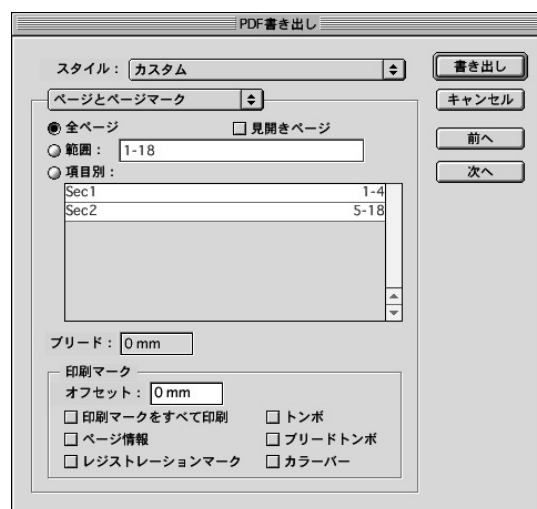 PDF書き出し
スタイル： カスタム
書き出し
ページとページマーク
キャンセル
全ページ
見開きページ
前へ
範囲： 1-18
次へ
項目別：
Sec1 1-4
Sec2 5-18
ブリード： 0 mm
印刷マーク
オフセット： 0 mm
印刷マークをすべて印刷 トンボ
ページ情報 ブリードトンボ
レジストレーションマーク カラーバー